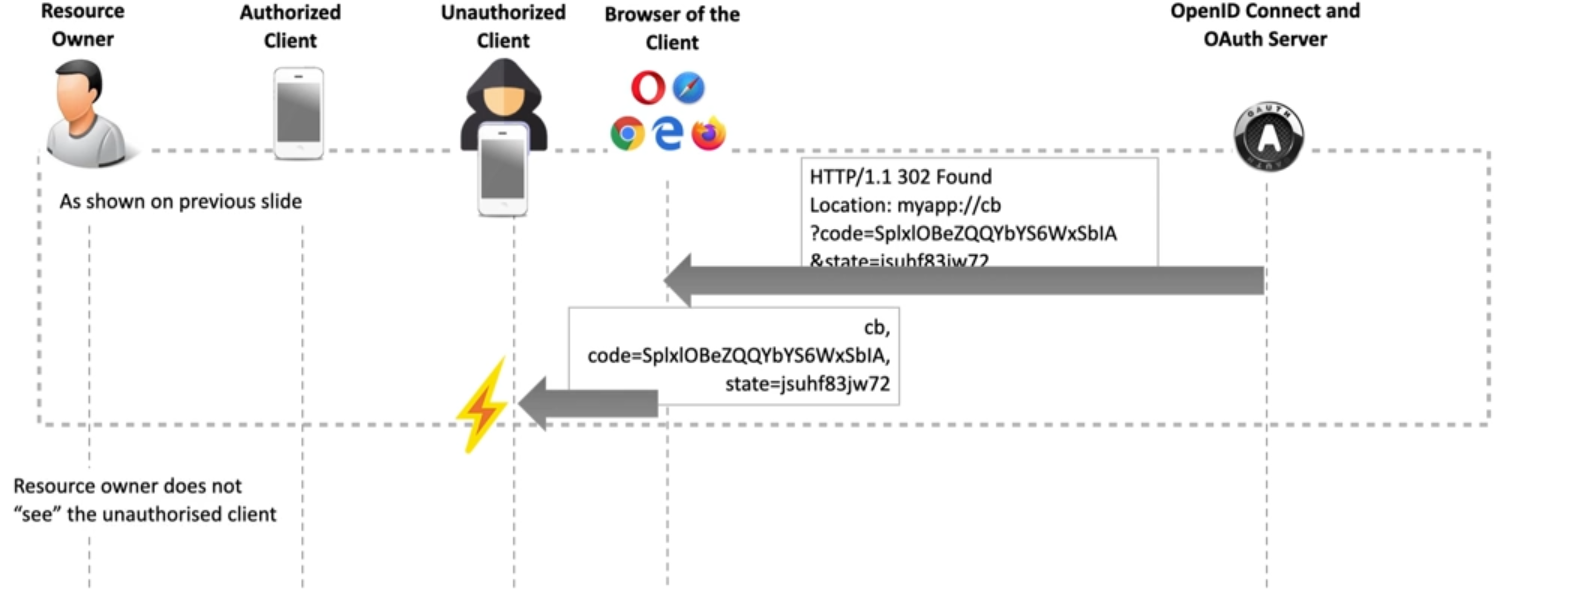 Resource
Owner
Authorized
Client
Unauthorized
Client
Browser of the
Client
OpenID Connect and
OAuth Server
OAUTH
A
As shown on previous slide
HTTP/1.1 302 Found
Location: myapp://cb
?code=SplxlOBeZQQYbYS6WxSbIA
&state=jsuhf83jw72
cb,
code=SplxlOBeZQQYbYS6WxSbIA,
state=jsuhf83jw72
Resource owner does not
“see” the unauthorised client